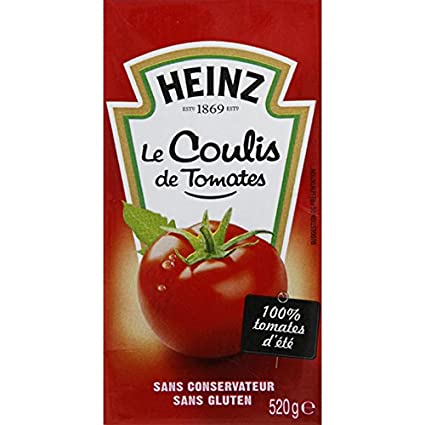 HEINZ
ESTD 1869 ESTD
Le Coulis
de Tomates
100%
tomates
d'été
SANS CONSERVATEUR
SANS GLUTEN
520g e